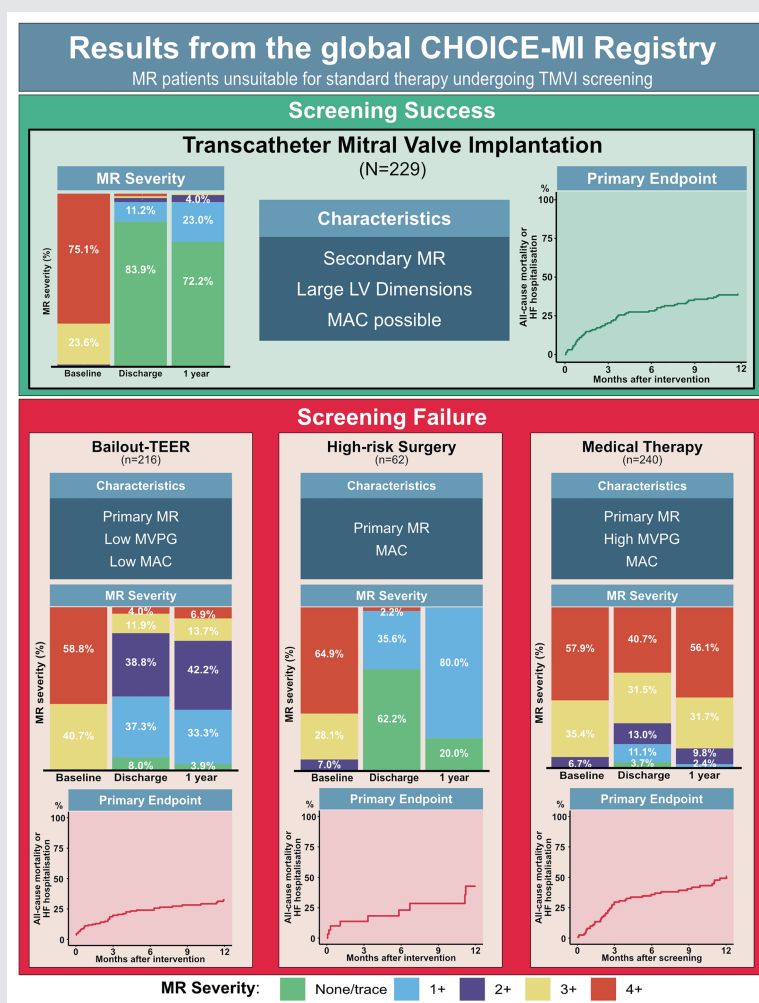 Results from the global CHOICE-MI Registry
MR patients unsuitable for standard therapy undergoing TMVI screening
Screening Success
Transcatheter Mitral Valve Implantation
(N=229)
MR Severity
MR severity (%)
75.1%
23.6%
11.2%
83.9%
4.0%
23.0%
72.2%
Baseline Discharge 1 year
Characteristics
Secondary MR
Large LV Dimensions
MAC possible
Primary Endpoint
%
All-cause mortality or
HF hospitalisation
100
75
50
25
0
0 3 6 9 12
Months after intervention
Screening Failure
Bailout-TEER
(n=216)
Characteristics
Primary MR
Low MVPG
Low MAC
MR Severity
MR severity (%)
58.8%
40.7%
4.0%
11.9%
38.8%
37.3%
8.0%
6.9%
13.7%
42.2%
33.3%
3.9%
Baseline Discharge 1 year
Primary Endpoint
%
All-cause mortality or
HF hospitalisation
100
75
50
25
0
0 3 6 9 12
Months after intervention
High-risk Surgery
(n=62)
Characteristics
Primary MR
MAC
MR Severity
MR severity (%)
64.9%
28.1%
7.0%
2.2%
35.6%
62.2%
80.0%
20.0%
Baseline Discharge 1 year
Primary Endpoint
%
All-cause mortality or
HF hospitalisation
100
75
50
25
0
0 3 6 9 12
Months after intervention
Medical Therapy
(n=240)
Characteristics
Primary MR
High MVPG
MAC
MR Severity
MR severity (%)
57.9%
35.4%
6.7%
40.7%
31.5%
13.0%
11.1%
3.7%
56.1%
31.7%
9.8%
2.4%
Baseline Discharge 1 year
Primary Endpoint
%
All-cause mortality or
HF hospitalisation
100
75
50
25
0
0 3 6 9 12
Months after screening
MR Severity: None/trace 1+ 2+ 3+ 4+